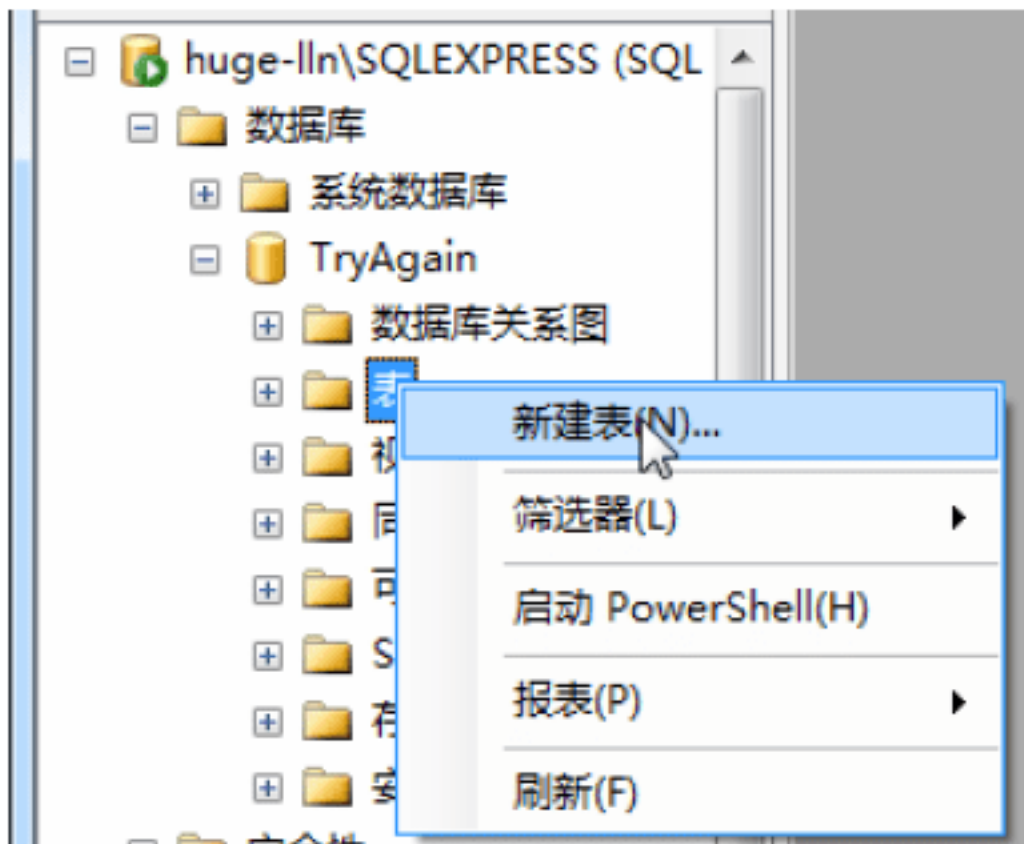 huge-lln\SQLEXPRESS (SQL
数据库
系统数据库
TryAgain
数据库关系图
表
新建表(N)...
筛选器(L)
启动 PowerShell(H)
报表(P)
刷新(F)